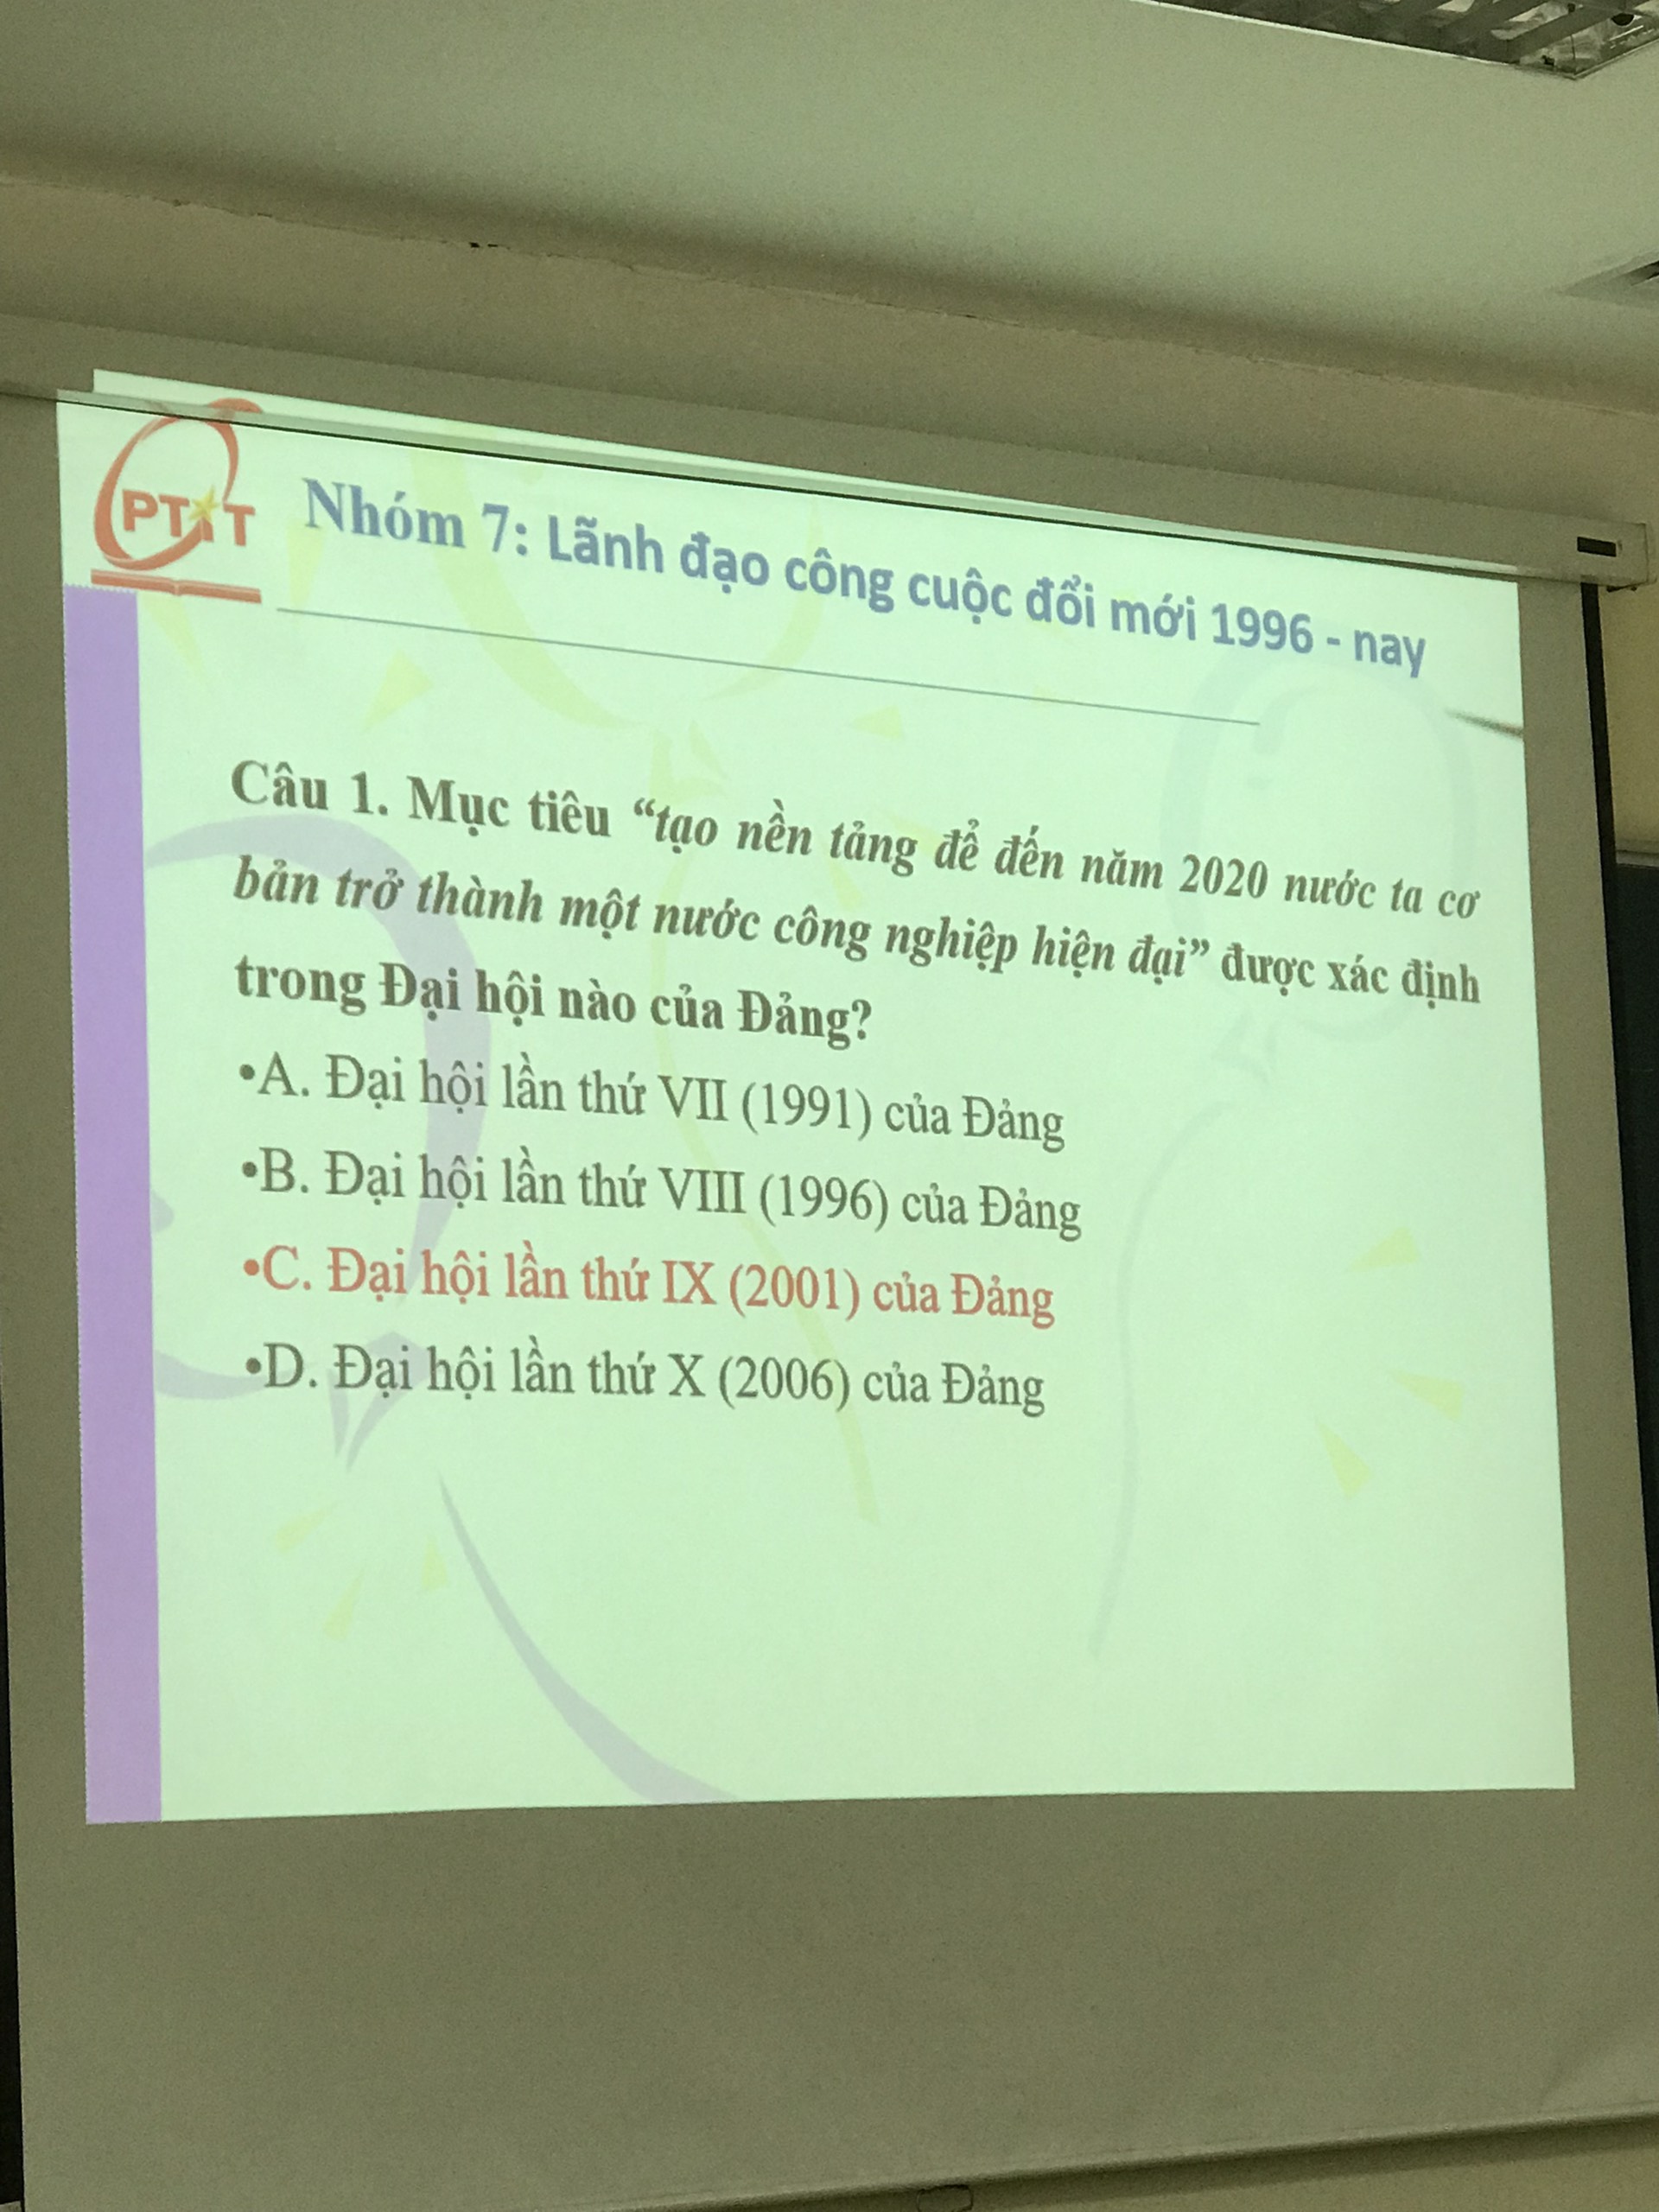 PTIT
Nhóm 7: Lãnh đạo công cuộc đổi mới 1996 - nay
Câu 1. Mục tiêu “tạo nền tảng để đến năm 2020 nước ta cơ
bản trở thành một nước công nghiệp hiện đại” được xác định
trong Đại hội nào của Đảng?
•A. Đại hội lần thứ VII (1991) của Đảng
•B. Đại hội lần thứ VIII (1996) của Đảng
•C. Đại hội lần thứ IX (2001) của Đảng
•D. Đại hội lần thứ X (2006) của Đảng